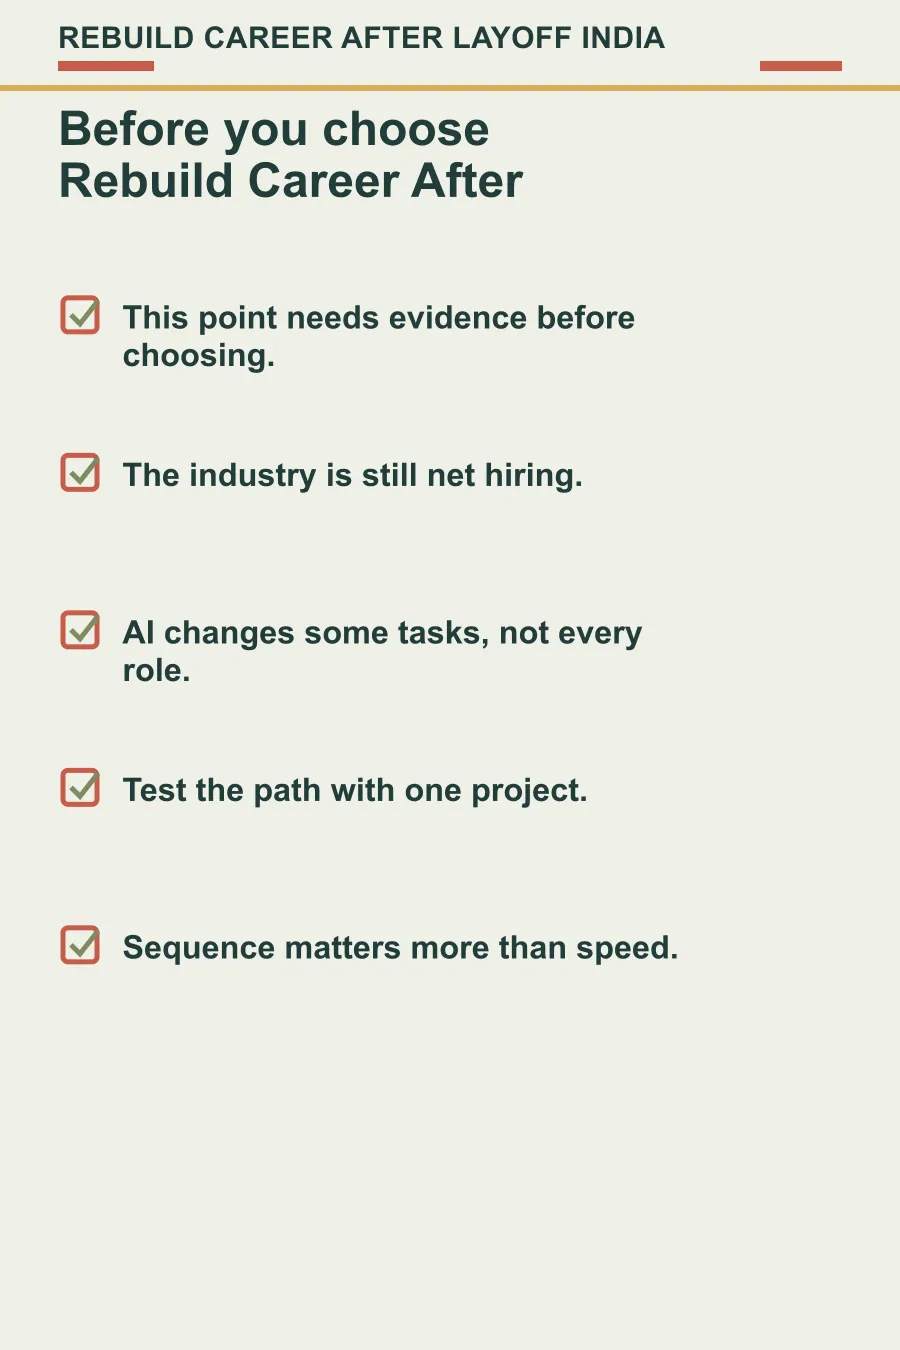 REBUILD CAREER AFTER LAYOFF INDIA
Before you choose
Rebuild Career After
This point needs evidence before
choosing.
The industry is still net hiring.
AI changes some tasks, not every
role.
Test the path with one project.
Sequence matters more than speed.